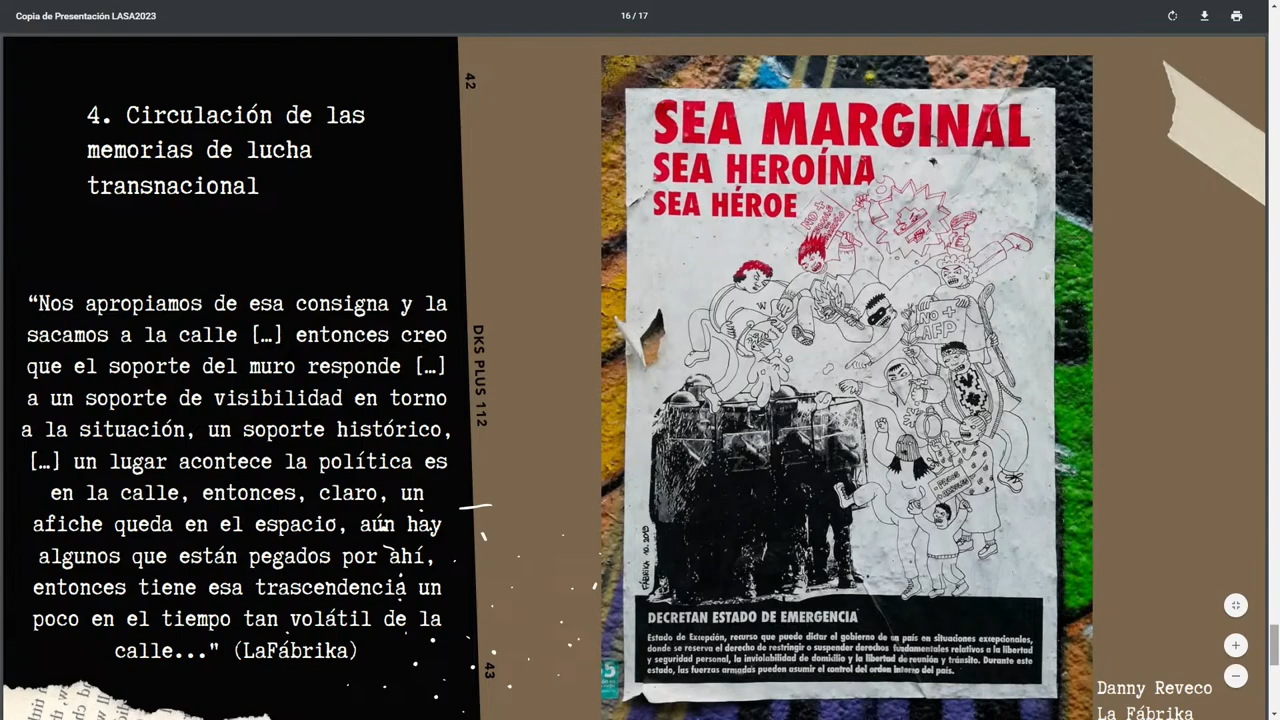 Copia de Presentación LASA2023
16 / 17
4. Circulación de las
memorias de lucha
transnacional
“Nos apropiamos de esa consigna y la
sacamos a la calle […] entonces creo
que el soporte del muro responde […]
a un soporte de visibilidad en torno
a la situación, un soporte histórico,
[…] un lugar acontece la política es
en la calle, entonces, claro, un
afiche queda en el espacio, aún hay
algunos que están pegados por ahí,
entonces tiene esa trascendencia un
poco en el tiempo tan volátil de la
calle..." (LaFábrika)
42
DKS PLUS 112
43
SEA MARGINAL
SEA HEROÍNA
SEA HÉROE
NO +
W
NO +
AFP
FÁBRIKA 10.2019
DECRETAN ESTADO DE EMERGENCIA
Estado de Excepción, recurso que puede dictar el gobierno de un país en situaciones excepcionales,
donde se reserva el derecho de restringir o suspender derechos fundamentales relativos a la libertad
y seguridad personal, la inviolabilidad de domicilio y la libertad de reunión y tránsito. Durante este
estado, las fuerzas armadas pueden asumir el control del orden interno del país.
Danny Reveco
La Fábrika